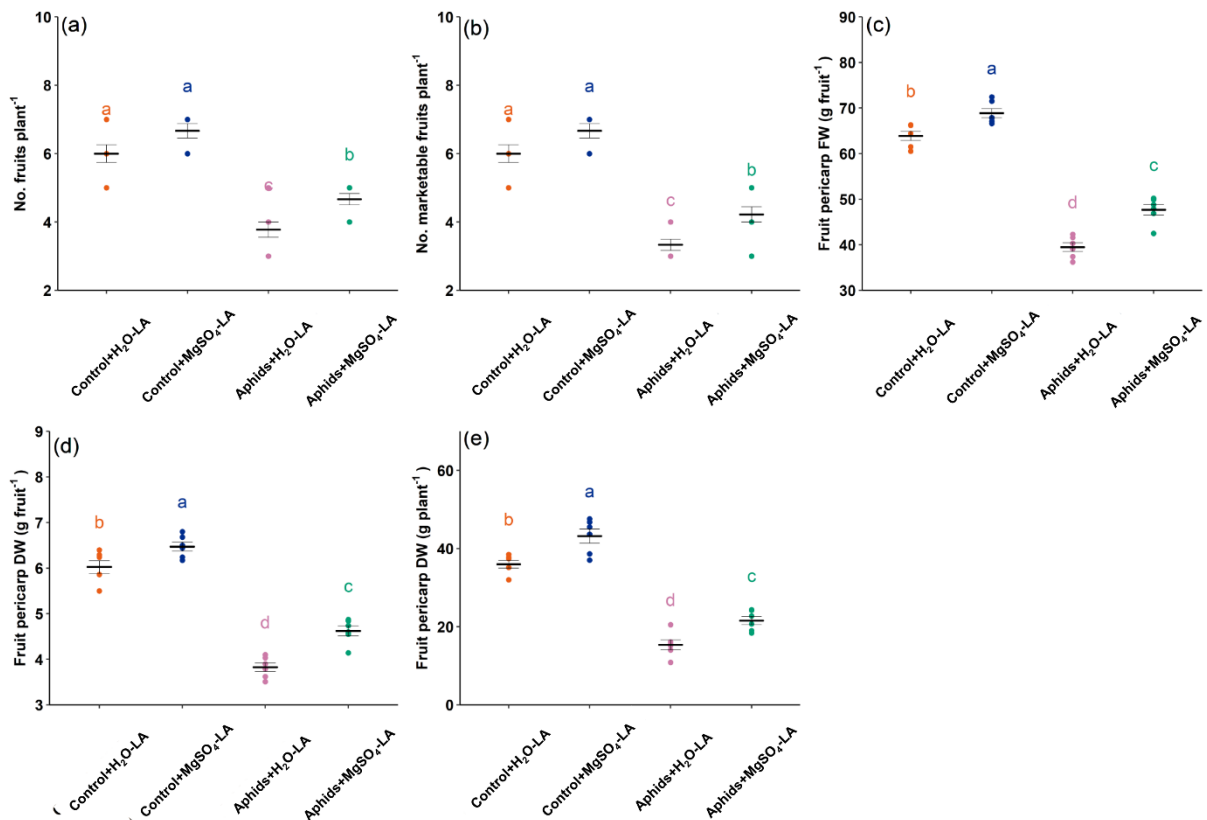 (a)
No. fruits plant⁻¹
10
8
6
4
2
a
a
c
b
Control+H₂O-LA
Control+MgSO₄-LA
Aphids+H₂O-LA
Aphids+MgSO₄-LA
(b)
No. marketable fruits plant⁻¹
10
8
6
4
2
a
a
c
b
Control+H₂O-LA
Control+MgSO₄-LA
Aphids+H₂O-LA
Aphids+MgSO₄-LA
(c)
Fruit pericarp FW (g fruit⁻¹)
90
80
70
60
50
40
30
b
a
d
c
Control+H₂O-LA
Control+MgSO₄-LA
Aphids+H₂O-LA
Aphids+MgSO₄-LA
(d)
Fruit pericarp DW (g fruit⁻¹)
9
8
7
6
5
4
3
b
a
d
c
Control+H₂O-LA
Control+MgSO₄-LA
Aphids+H₂O-LA
Aphids+MgSO₄-LA
(e)
Fruit pericarp DW (g plant⁻¹)
60
40
20
0
b
a
d
c
Control+H₂O-LA
Control+MgSO₄-LA
Aphids+H₂O-LA
Aphids+MgSO₄-LA